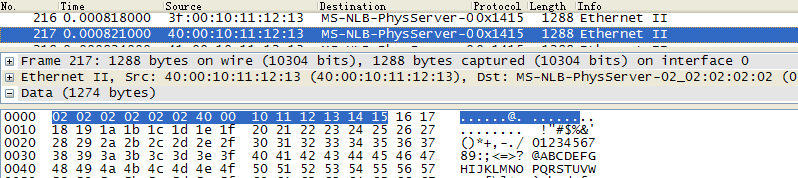 No. Time Source Destination Protocol Length Info
216 0.000818000 3f:00:10:11:12:13 MS-NLB-PhysServer-0 0x1415 1288 Ethernet II
217 0.000821000 40:00:10:11:12:13 MS-NLB-PhysServer-0 0x1415 1288 Ethernet II
Frame 217: 1288 bytes on wire (10304 bits), 1288 bytes captured (10304 bits) on interface 0
Ethernet II, Src: 40:00:10:11:12:13 (40:00:10:11:12:13), Dst: MS-NLB-PhysServer-02_02:02:02:02 (0
Data (1274 bytes)
0000 02 02 02 02 02 02 40 00 10 11 12 13 14 15 16 17 ......@. ........
0010 18 19 1a 1b 1c 1d 1e 1f 20 21 22 23 24 25 26 27 ........ !"#$%&'
0020 28 29 2a 2b 2c 2d 2e 2f 30 31 32 33 34 35 36 37 ()*+,-./ 01234567
0030 38 39 3a 3b 3c 3d 3e 3f 40 41 42 43 44 45 46 47 89:;<=>? @ABCDEFG
0040 48 49 4a 4b 4c 4d 4e 4f 50 51 52 53 54 55 56 57 HIJKLMNO PQRSTUVW